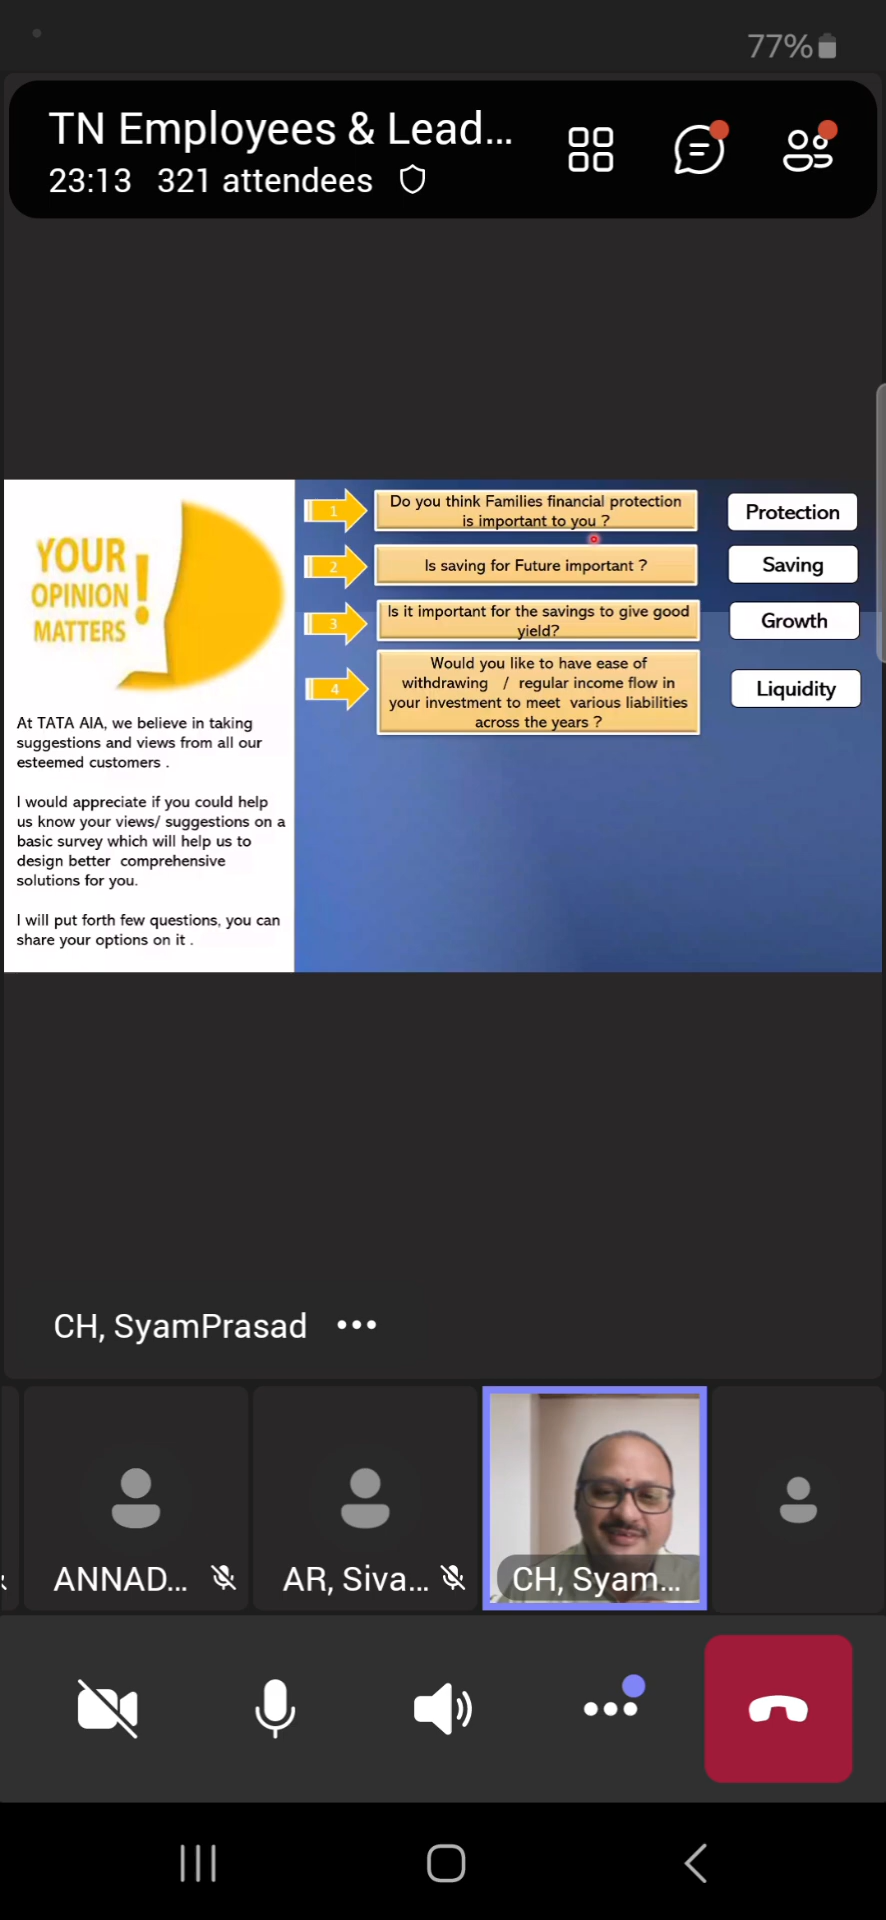 77%
TN Employees & Lead...
23:13 321 attendees
YOUR
OPINION
MATTERS
!
At TATA AIA, we believe in taking
suggestions and views from all our
esteemed customers .
I would appreciate if you could help
us know your views/ suggestions on a
basic survey which will help us to
design better comprehensive
solutions for you.
I will put forth few questions, you can
share your options on it .
1
Do you think Families financial protection
is important to you ?
Protection
2
Is saving for Future important ?
Saving
3
Is it important for the savings to give good
yield?
Growth
4
Would you like to have ease of
withdrawing / regular income flow in
your investment to meet various liabilities
across the years ?
Liquidity
CH, SyamPrasad
ANNAD...
AR, Siva...
CH, Syam...